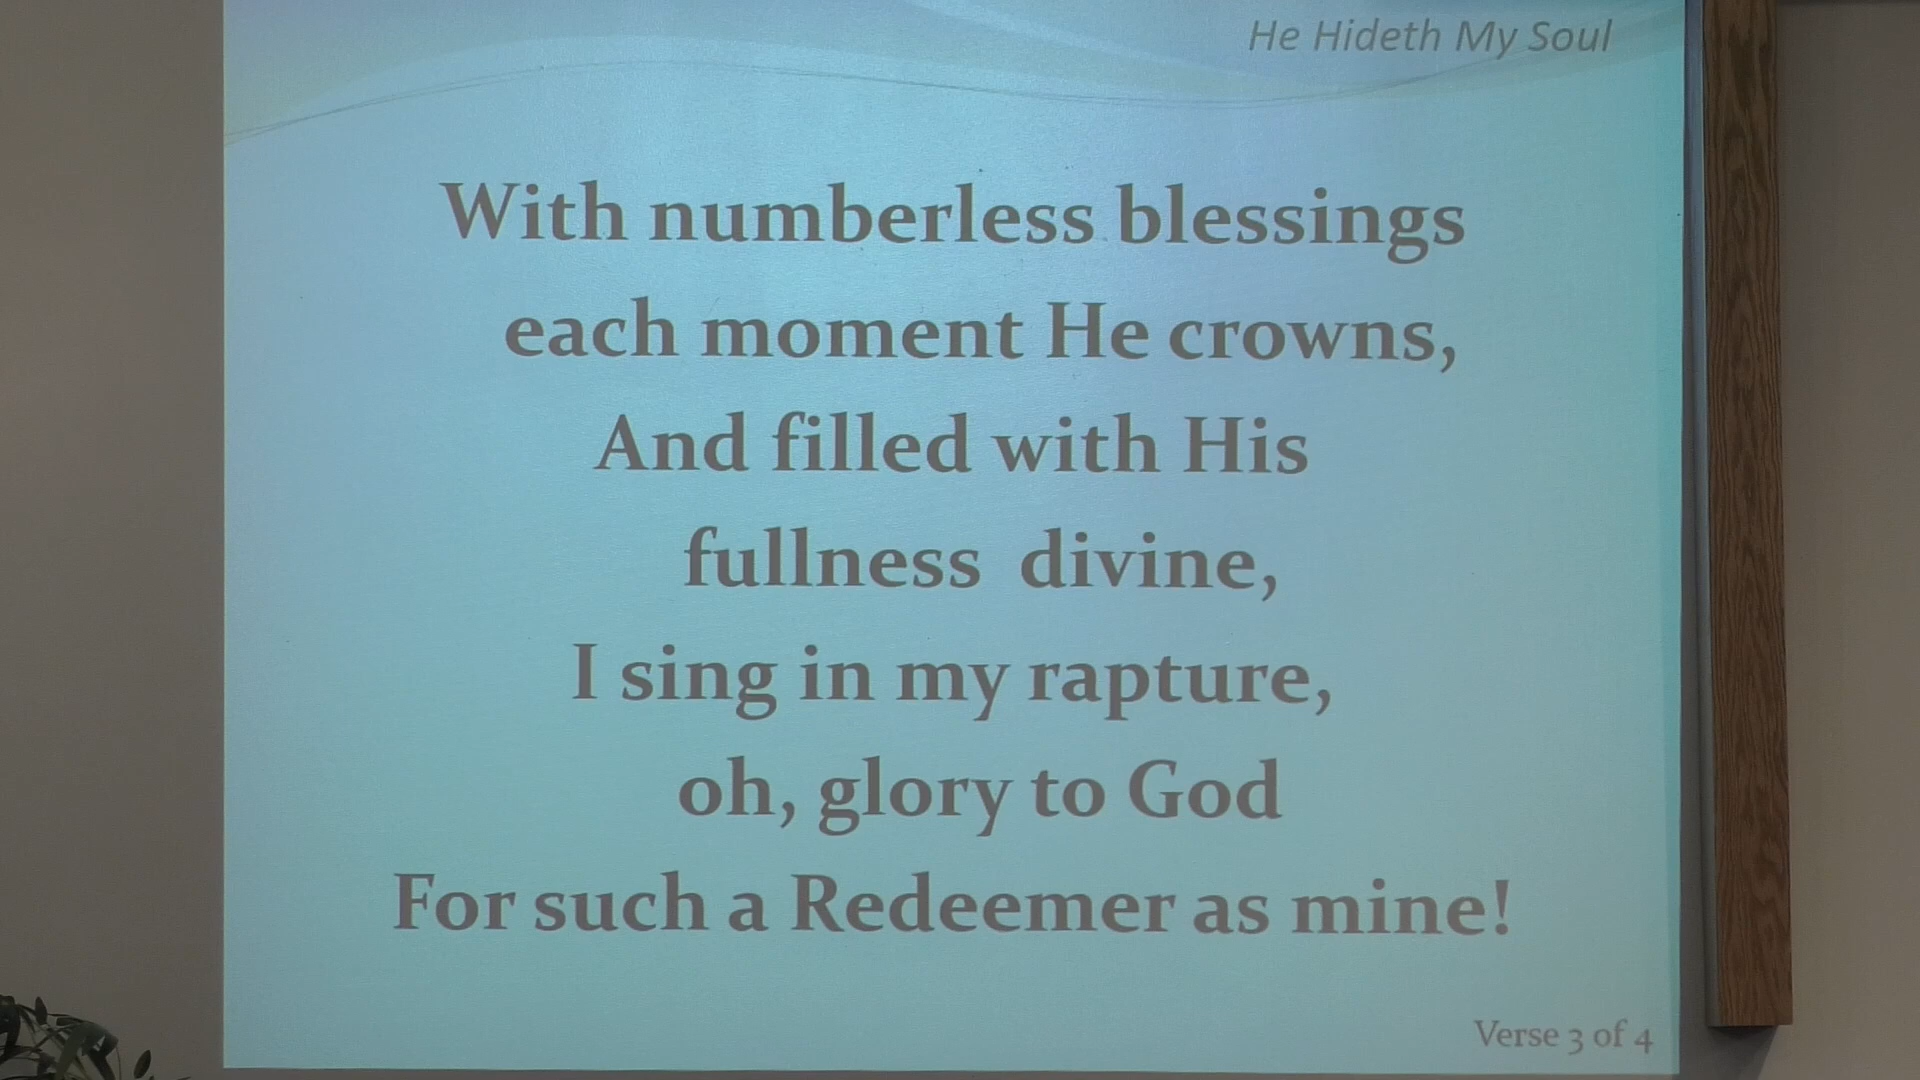 He Hideth My Soul
With numberless blessings
each moment He crowns,
And filled with His
fullness divine,
I sing in my rapture,
oh, glory to God
For such a Redeemer as mine!
Verse 3 of 4